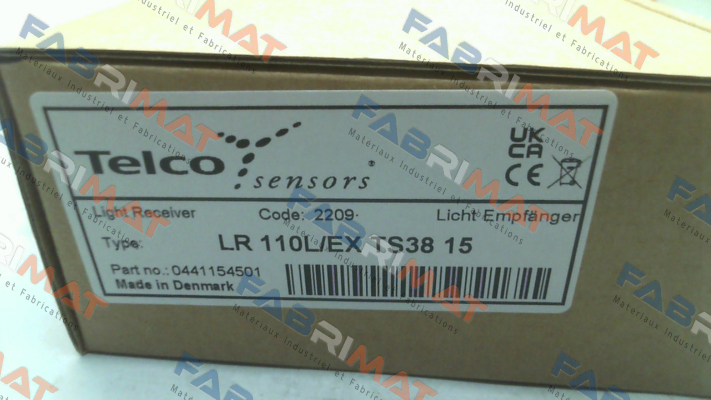 Telco
sensors
UK
CA
CE
Light Receiver Code: 2209 Licht Empfänger
Type: LR 110L/EX TS38 15
Part no.: 0441154501
Made in Denmark
FABRIMAT
Materiaux Industriel et Fabrications